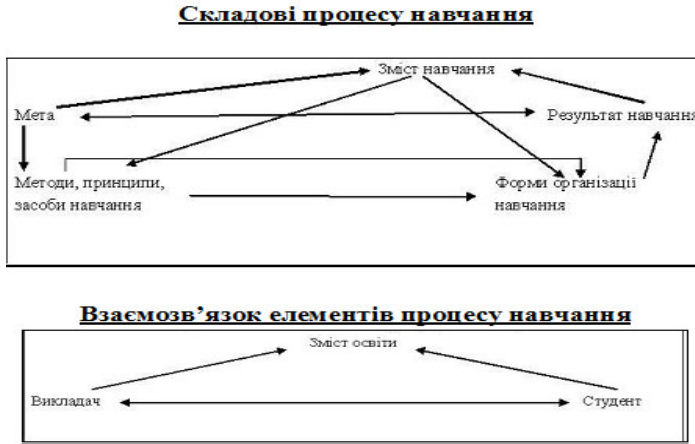 Складові процесу навчання
Зміст навчання
Мета
Результат навчання
Методи, принципи,
засоби навчання
Форми організації
навчання
Взаємозв’язок елементів процесу навчання
Зміст освіти
Викладач
Студент